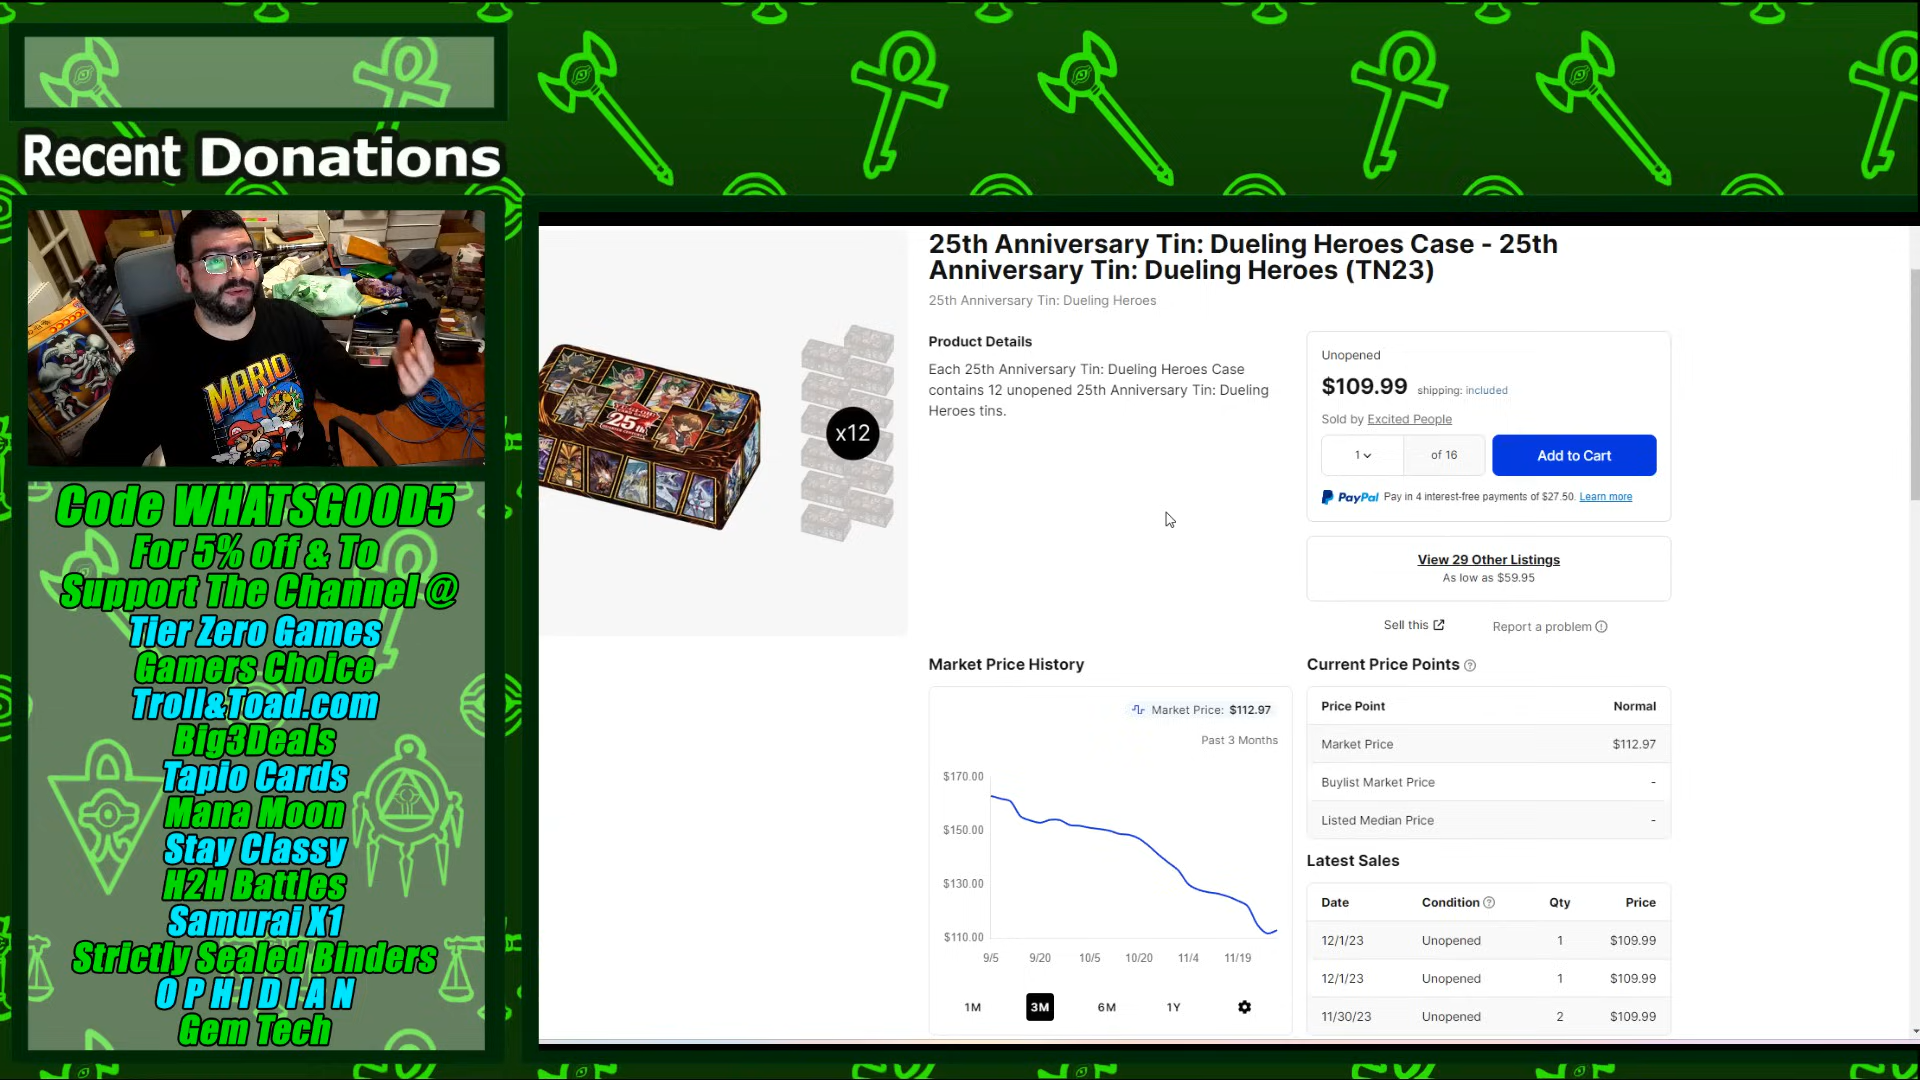 Recent Donations
MARIO
Code WHATSGOOD5
For 5% off & To
Support The Channel @
Tier Zero Games
Gamers Choice
Troll&Toad.com
Big3Deals
Tapio Cards
Mana Moon
Stay Classy
H2H Battles
Samurai X1
Strictly Sealed Binders
OPHIDIAN
Gem Tech
25th
x12
25th Anniversary Tin: Dueling Heroes Case - 25th
Anniversary Tin: Dueling Heroes (TN23)
25th Anniversary Tin: Dueling Heroes
Product Details
Each 25th Anniversary Tin: Dueling Heroes Case
contains 12 unopened 25th Anniversary Tin: Dueling
Heroes tins.
Unopened
$109.99 shipping: included
Sold by Excited People
1 of 16 Add to Cart
PayPal Pay in 4 interest-free payments of $27.50. Learn more
View 29 Other Listings
As low as $59.95
Sell this Report a problem
Market Price History
Market Price: $112.97
Past 3 Months
$170.00
$150.00
$130.00
$110.00
9/5 9/20 10/5 10/20 11/4 11/19
1M 3M 6M 1Y
Current Price Points
Price Point Normal
Market Price $112.97
Buylist Market Price -
Listed Median Price -
Latest Sales
Date Condition Qty Price
12/1/23 Unopened 1 $109.99
12/1/23 Unopened 1 $109.99
11/30/23 Unopened 2 $109.99